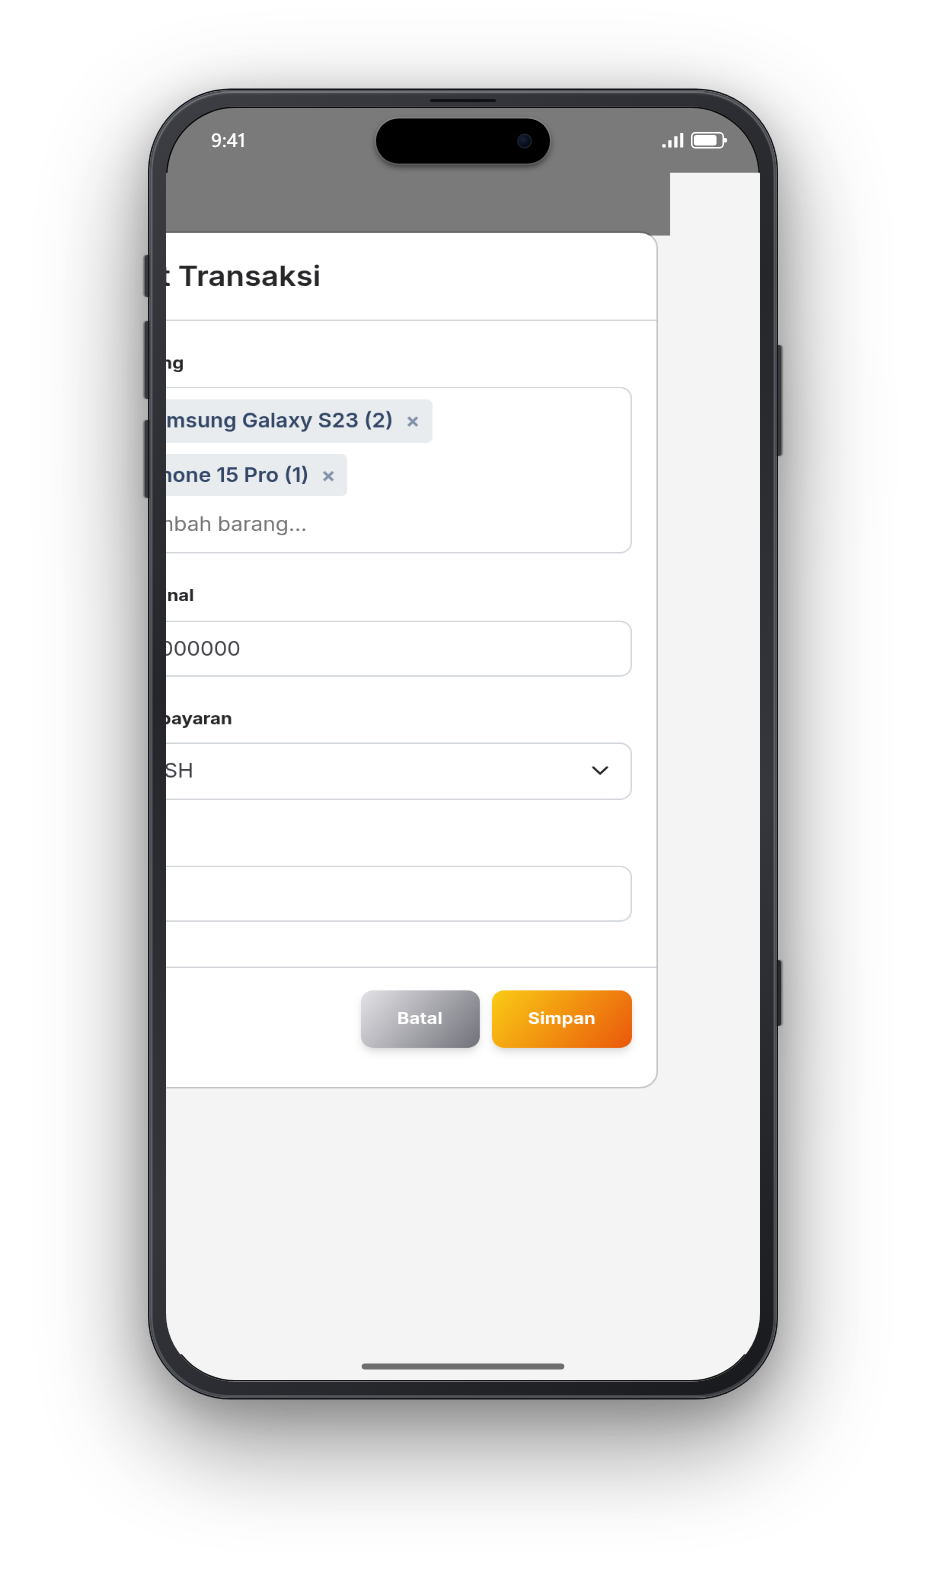 9:41
t Transaksi
ng
msung Galaxy S23 (2) ×
hone 15 Pro (1) ×
mbah barang...
nal
000000
bayaran
SH
Batal Simpan